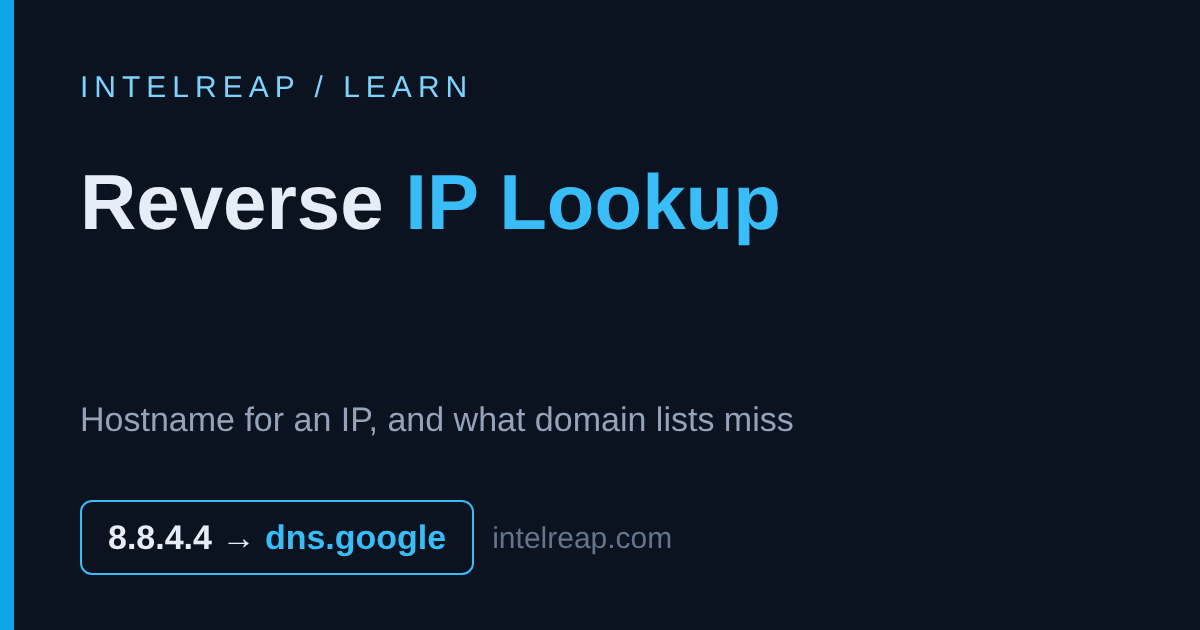 INTELREAP / LEARN
Reverse IP Lookup
Hostname for an IP, and what domain lists miss
8.8.4.4 → dns.google
intelreap.com